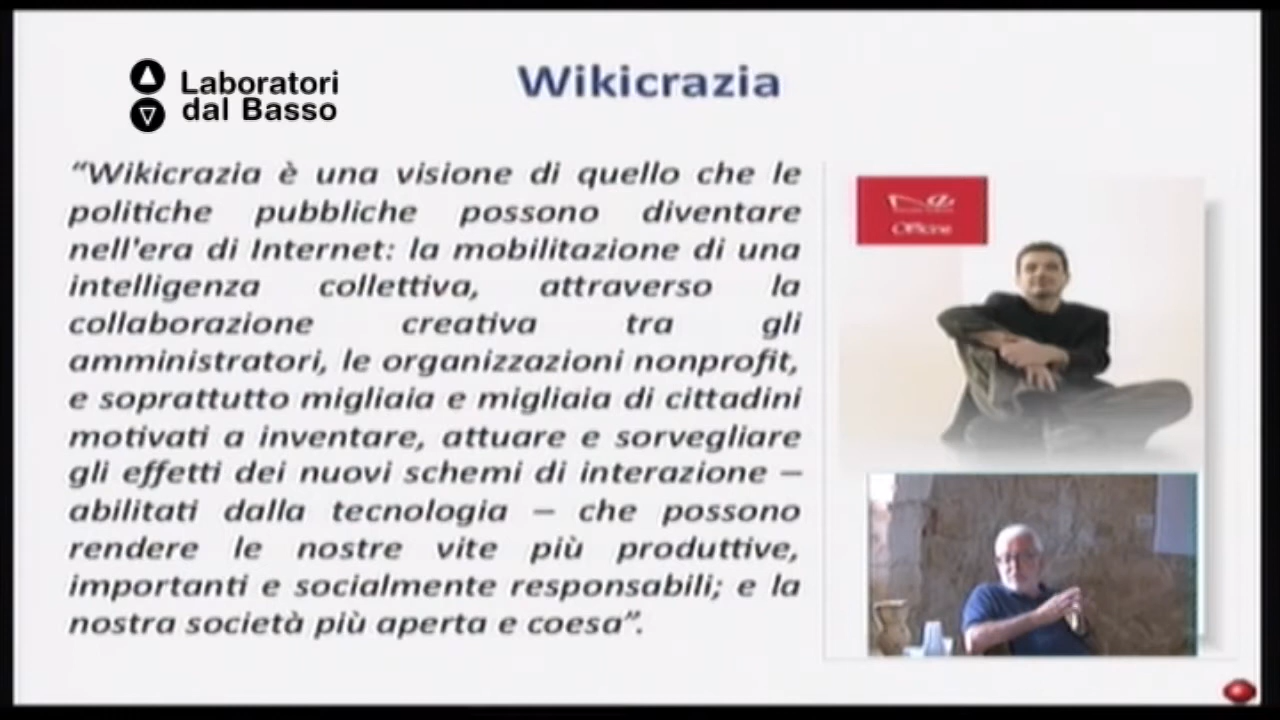 Laboratori
dal Basso
Wikicrazia
“Wikicrazia è una visione di quello che le
politiche pubbliche possono diventare
nell'era di Internet: la mobilitazione di una
intelligenza collettiva, attraverso la
collaborazione creativa tra gli
amministratori, le organizzazioni nonprofit,
e soprattutto migliaia e migliaia di cittadini
motivati a inventare, attuare e sorvegliare
gli effetti dei nuovi schemi di interazione –
abilitati dalla tecnologia – che possono
rendere le nostre vite più produttive,
importanti e socialmente responsabili; e la
nostra società più aperta e coesa”.
Officine